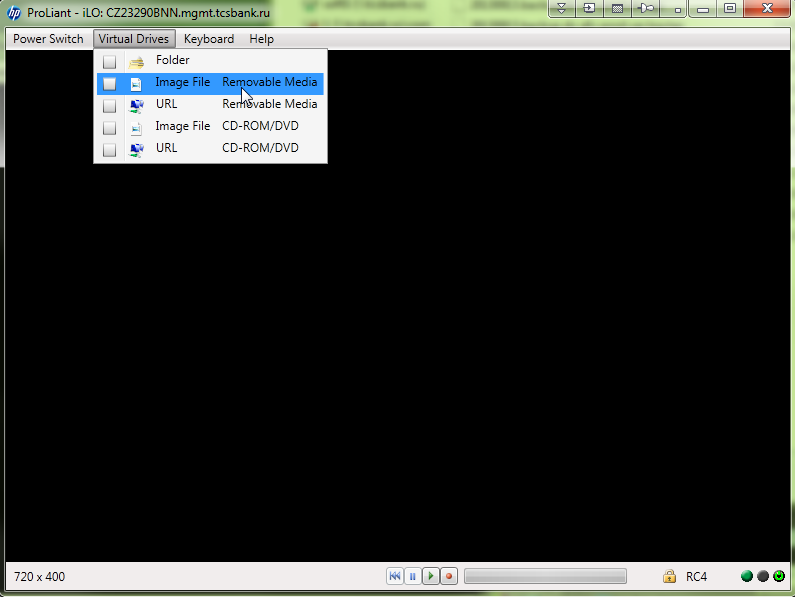 ProLiant - iLO: CZ23290BNN.mgmt.tcsbank.ru
Power Switch Virtual Drives Keyboard Help
Folder
Image File Removable Media
URL Removable Media
Image File CD-ROM/DVD
URL CD-ROM/DVD
720 x 400 RC4